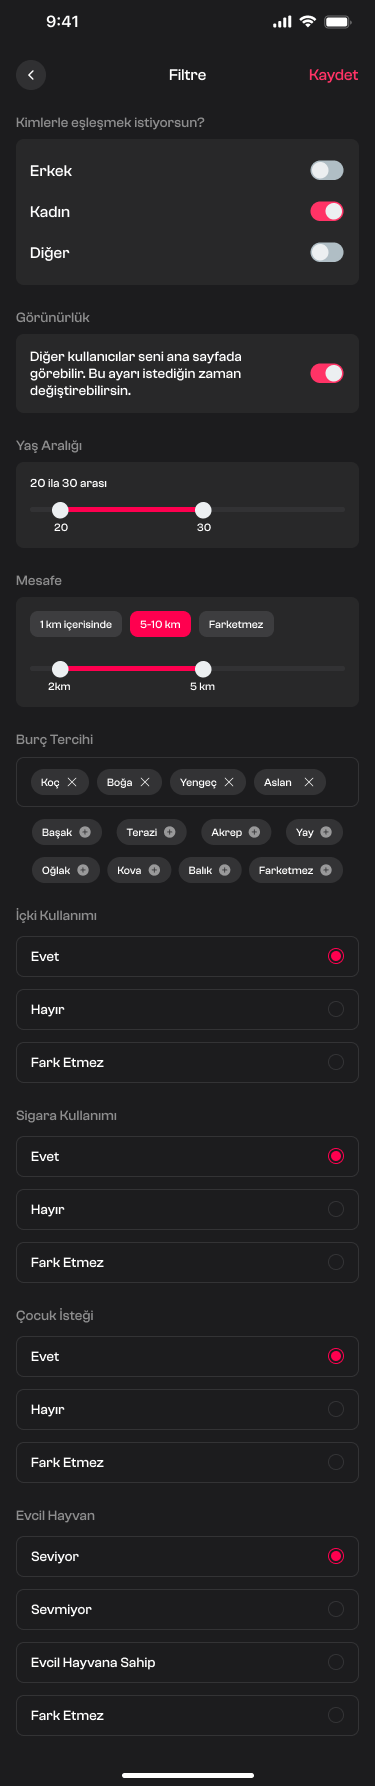 9:41
Filtre
Kaydet
Kimlerle eşleşmek istiyorsun?
Erkek
Kadın
Diğer
Görünürlük
Diğer kullanıcılar seni ana sayfada
görebilir. Bu ayarı istediğin zaman
değiştirebilirsin.
Yaş Aralığı
20 ila 30 arası
20 30
Mesafe
1 km içerisinde 5-10 km Farketmez
2km 5 km
Burç Tercihi
Koç Boğa Yengeç Aslan
Başak Terazi Akrep Yay
Oğlak Kova Balık Farketmez
İçki Kullanımı
Evet
Hayır
Fark Etmez
Sigara Kullanımı
Evet
Hayır
Fark Etmez
Çocuk İsteği
Evet
Hayır
Fark Etmez
Evcil Hayvan
Seviyor
Sevmiyor
Evcil Hayvana Sahip
Fark Etmez